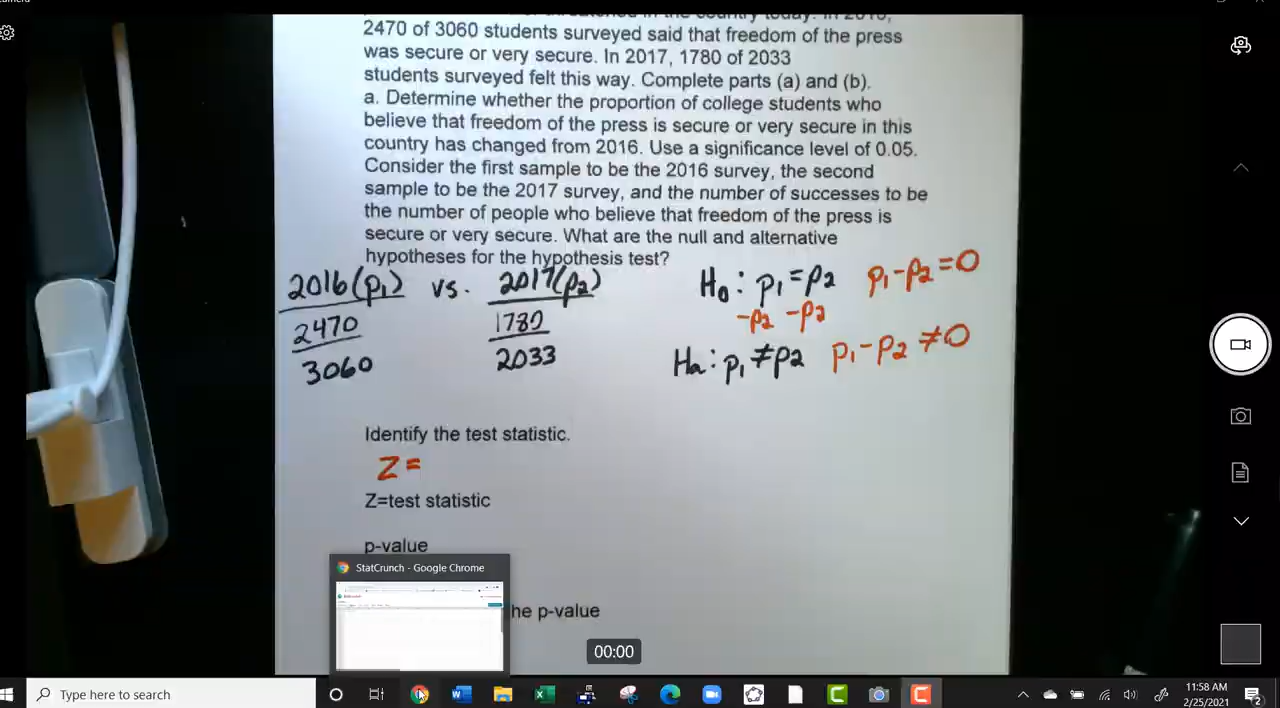 2470 of 3060 students surveyed said that freedom of the press
was secure or very secure. In 2017, 1780 of 2033
students surveyed felt this way. Complete parts (a) and (b).
a. Determine whether the proportion of college students who
believe that freedom of the press is secure or very secure in this
country has changed from 2016. Use a significance level of 0.05.
Consider the first sample to be the 2016 survey, the second
sample to be the 2017 survey, and the number of successes to be
the number of people who believe that freedom of the press is
secure or very secure. What are the null and alternative
hypotheses for the hypothesis test?
2016(p1) vs. 2017(p2)
2470 1780
3060 2033
H0: p1=p2 p1-p2=0
-p2 -p2
Ha: p1≠p2 p1-p2≠0
Identify the test statistic.
Z=
Z=test statistic
p-value
StatCrunch - Google Chrome
he p-value
00:00
Type here to search
11:58 AM
2/25/2021
2